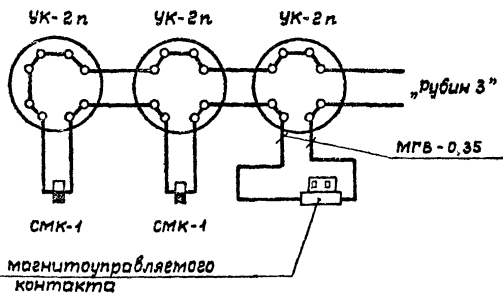 УК-2п УК-2п УК-2п
„Рубин 3"
МГВ-0,35
СМК-1 СМК-1
магнитоуправляемого
контакта